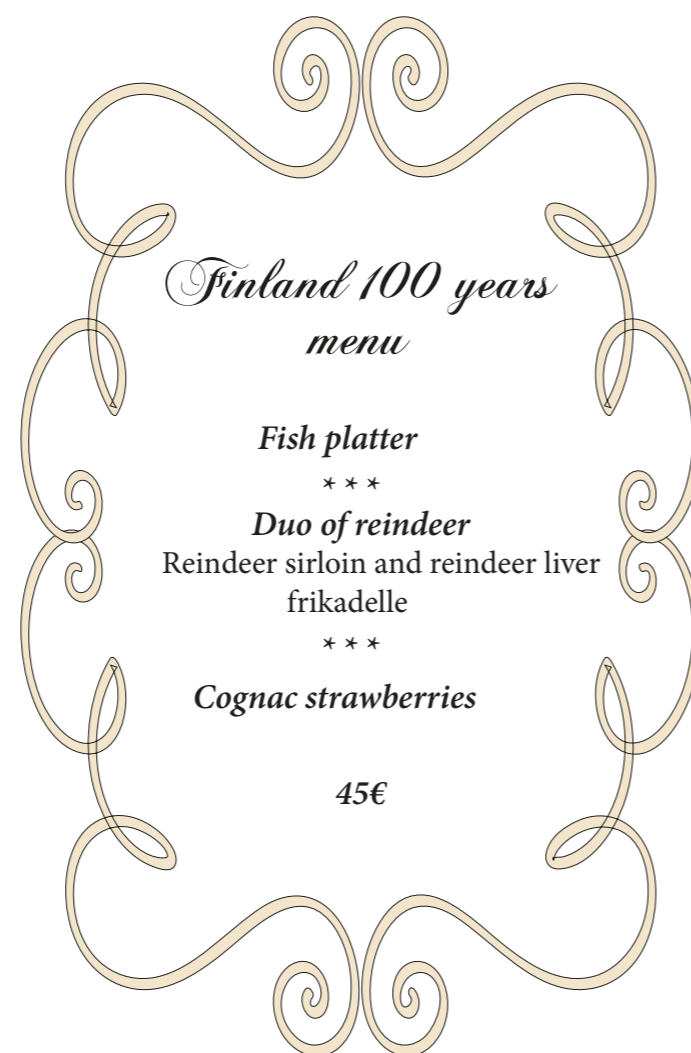 Finland 100 years
menu
Fish platter
* * *
Duo of reindeer
Reindeer sirloin and reindeer liver
frikadelle
* * *
Cognac strawberries
45€